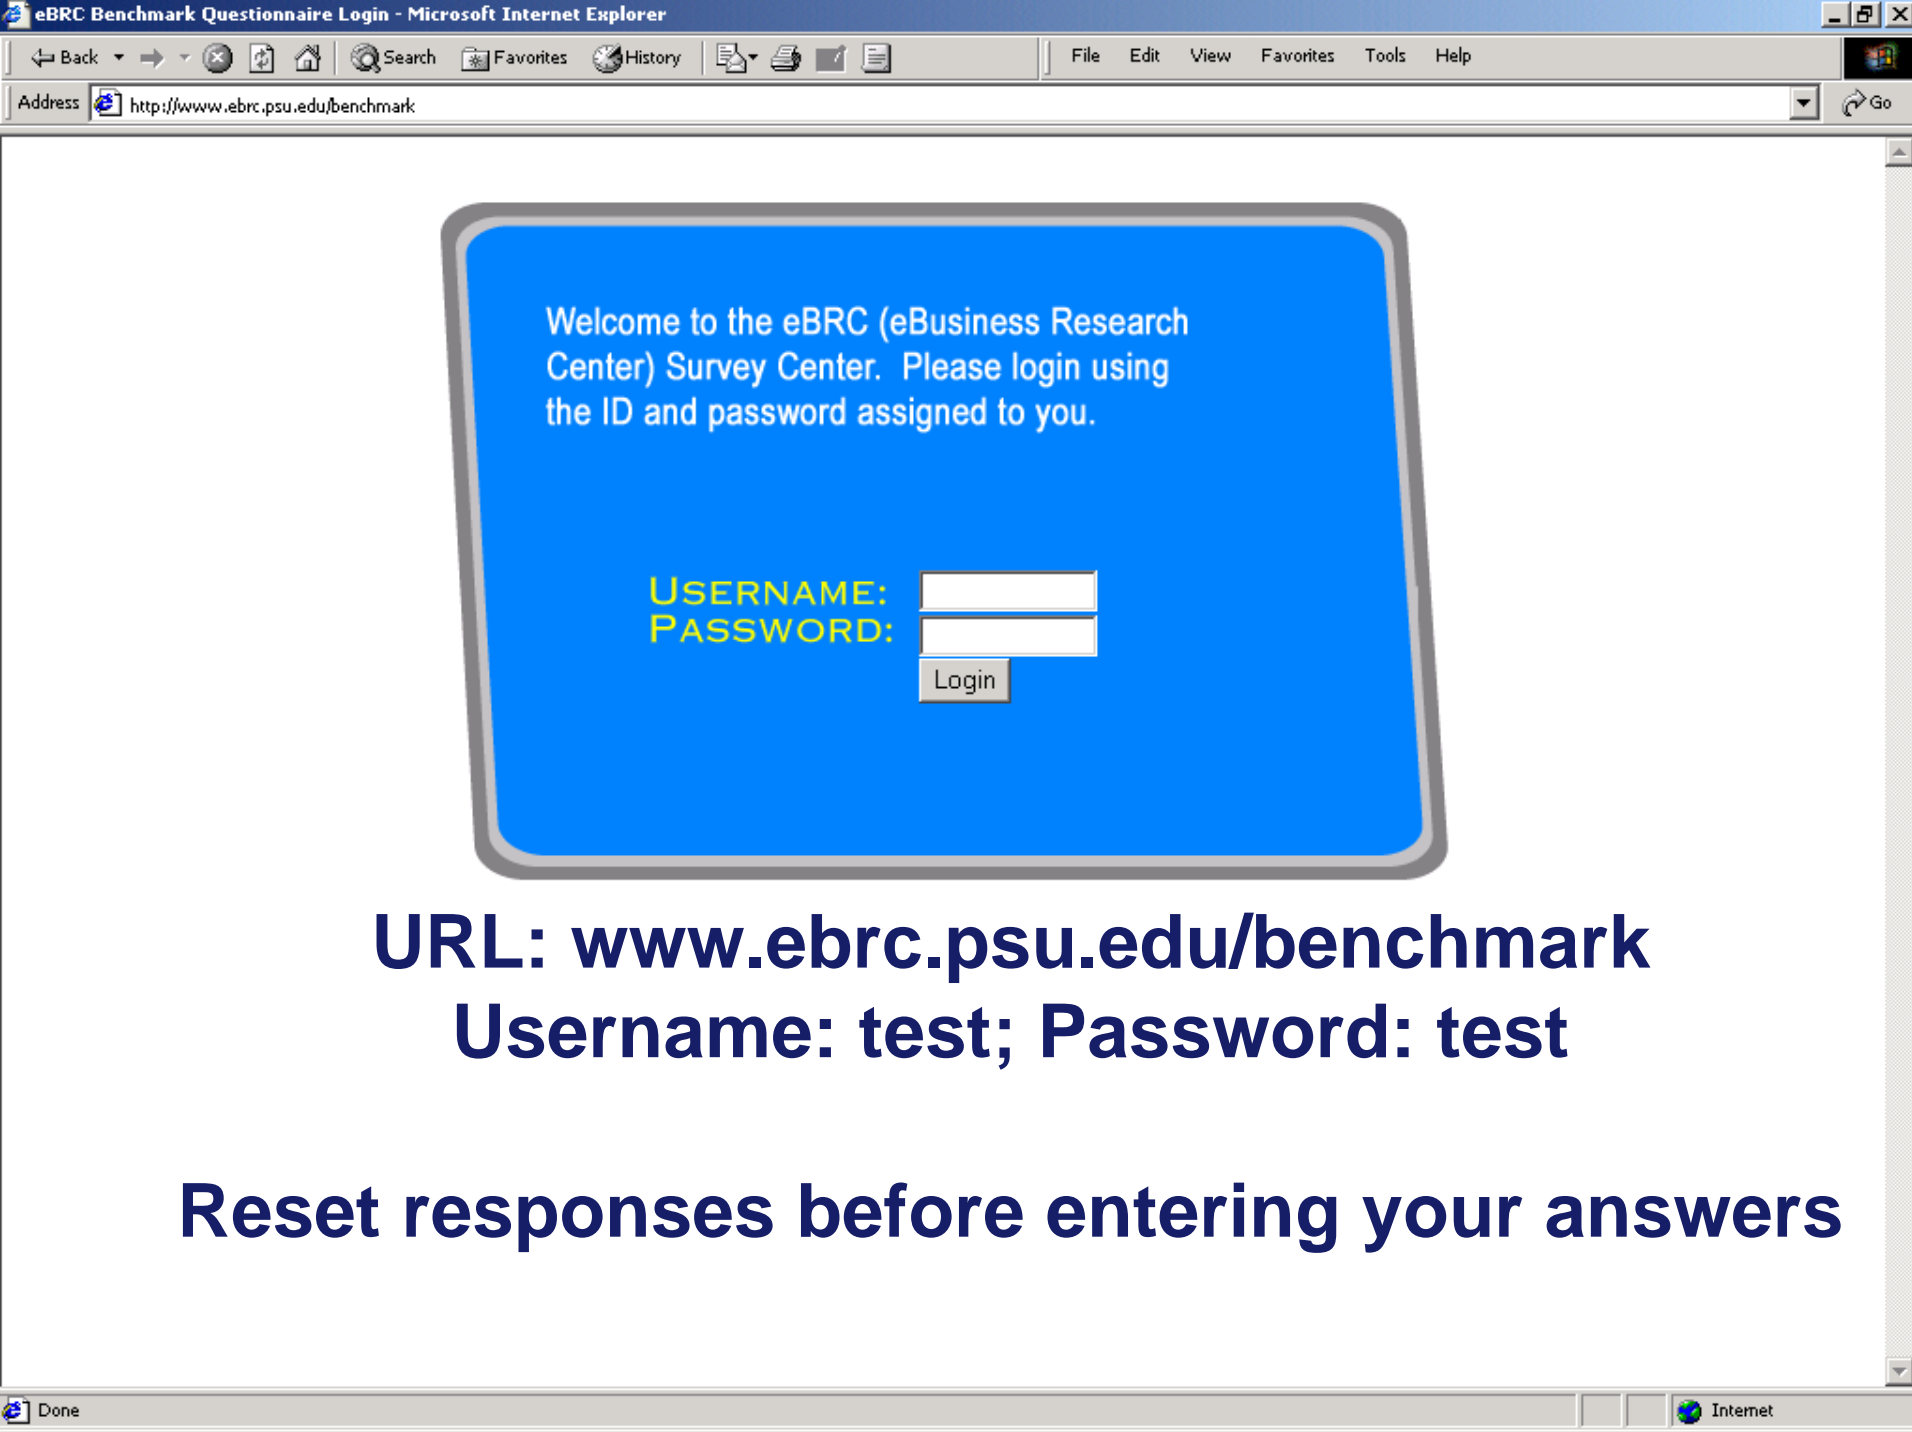 eBRC Benchmark Questionnaire Login - Microsoft Internet Explorer
Back Search Favorites History File Edit View Favorites Tools Help
Address http://www.ebrc.psu.edu/benchmark Go
Welcome to the eBRC (eBusiness Research
Center) Survey Center.  Please login using
the ID and password assigned to you.
USERNAME:
PASSWORD:
Login
URL: www.ebrc.psu.edu/benchmark
Username: test; Password: test
Reset responses before entering your answers
Done Internet